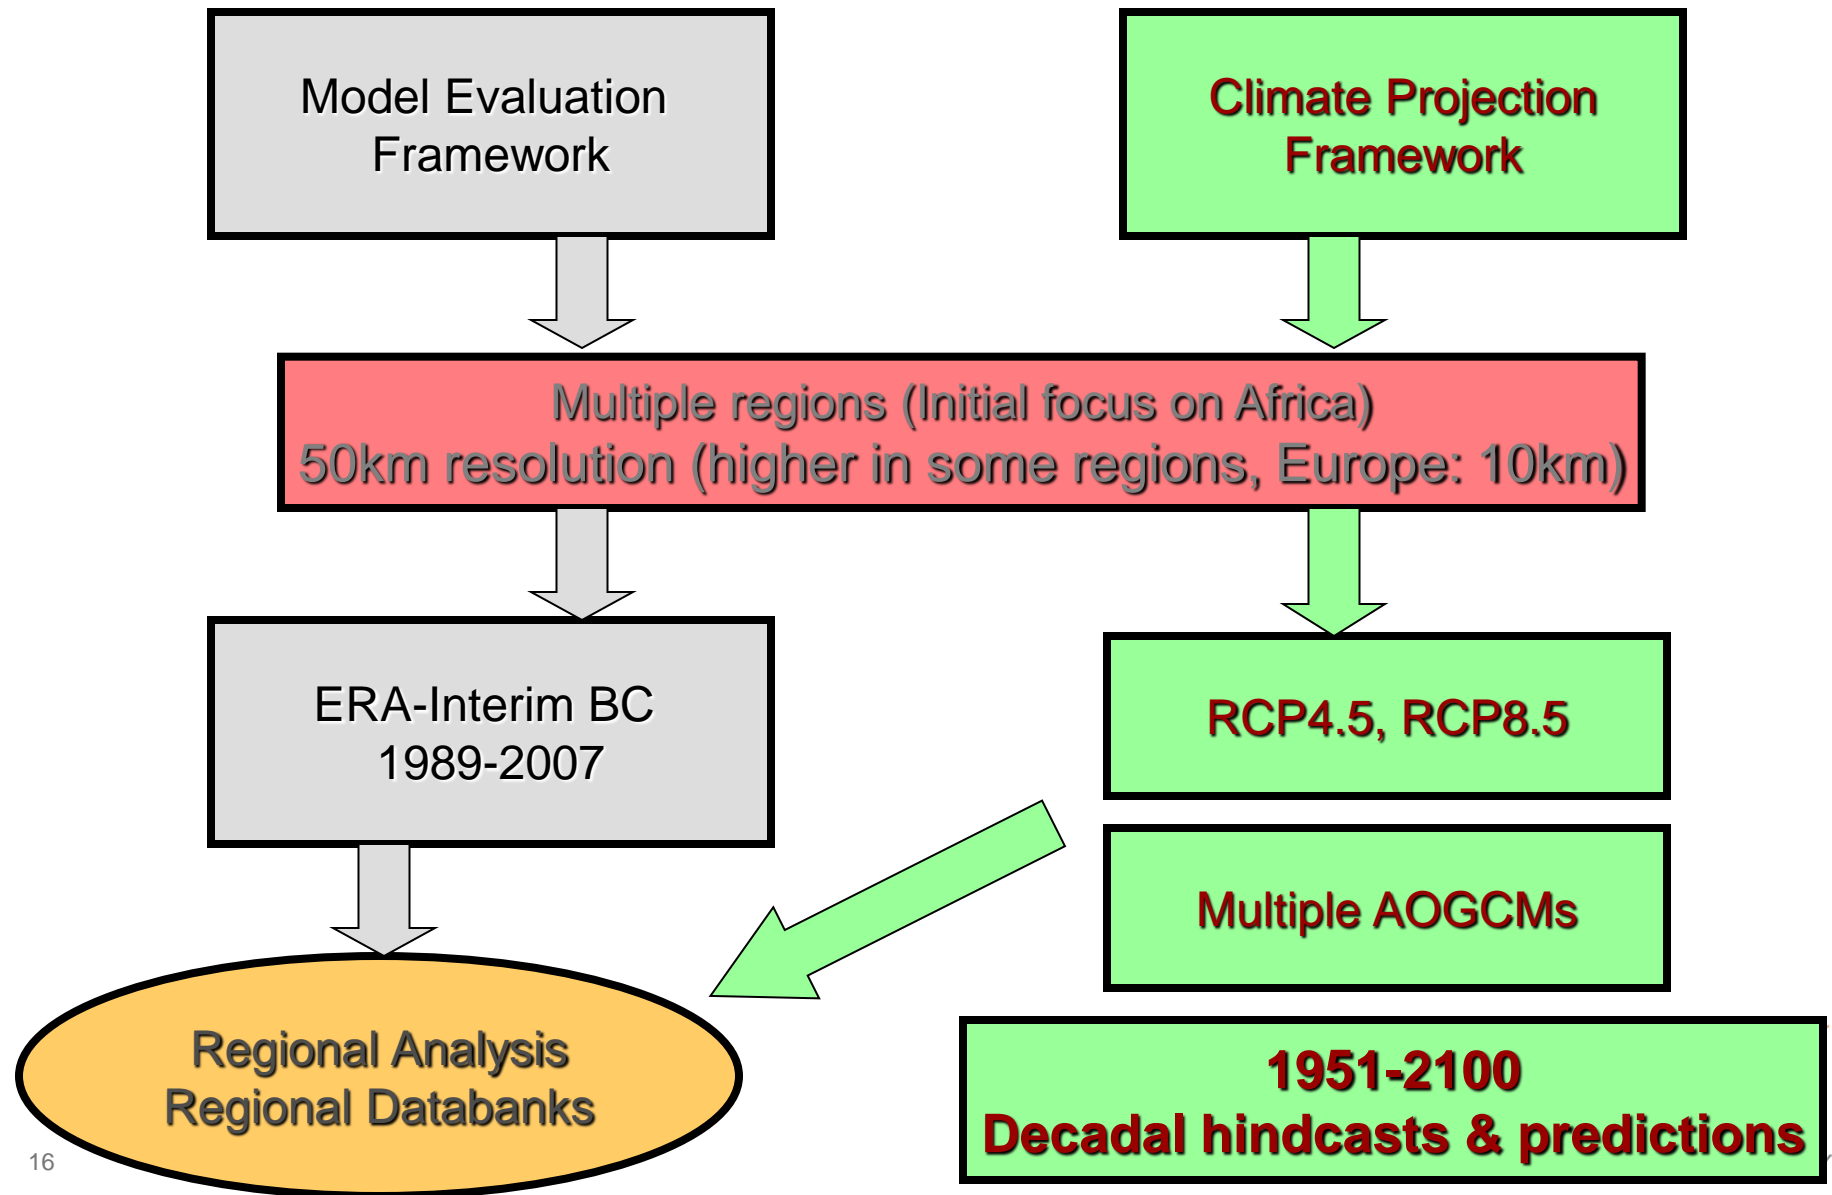 Model Evaluation
Framework
Climate Projection
Framework
Multiple regions (Initial focus on Africa)
50km resolution (higher in some regions, Europe: 10km)
ERA-Interim BC
1989-2007
RCP4.5, RCP8.5
Multiple AOGCMs
Regional Analysis
Regional Databanks
1951-2100
Decadal hindcasts & predictions
16